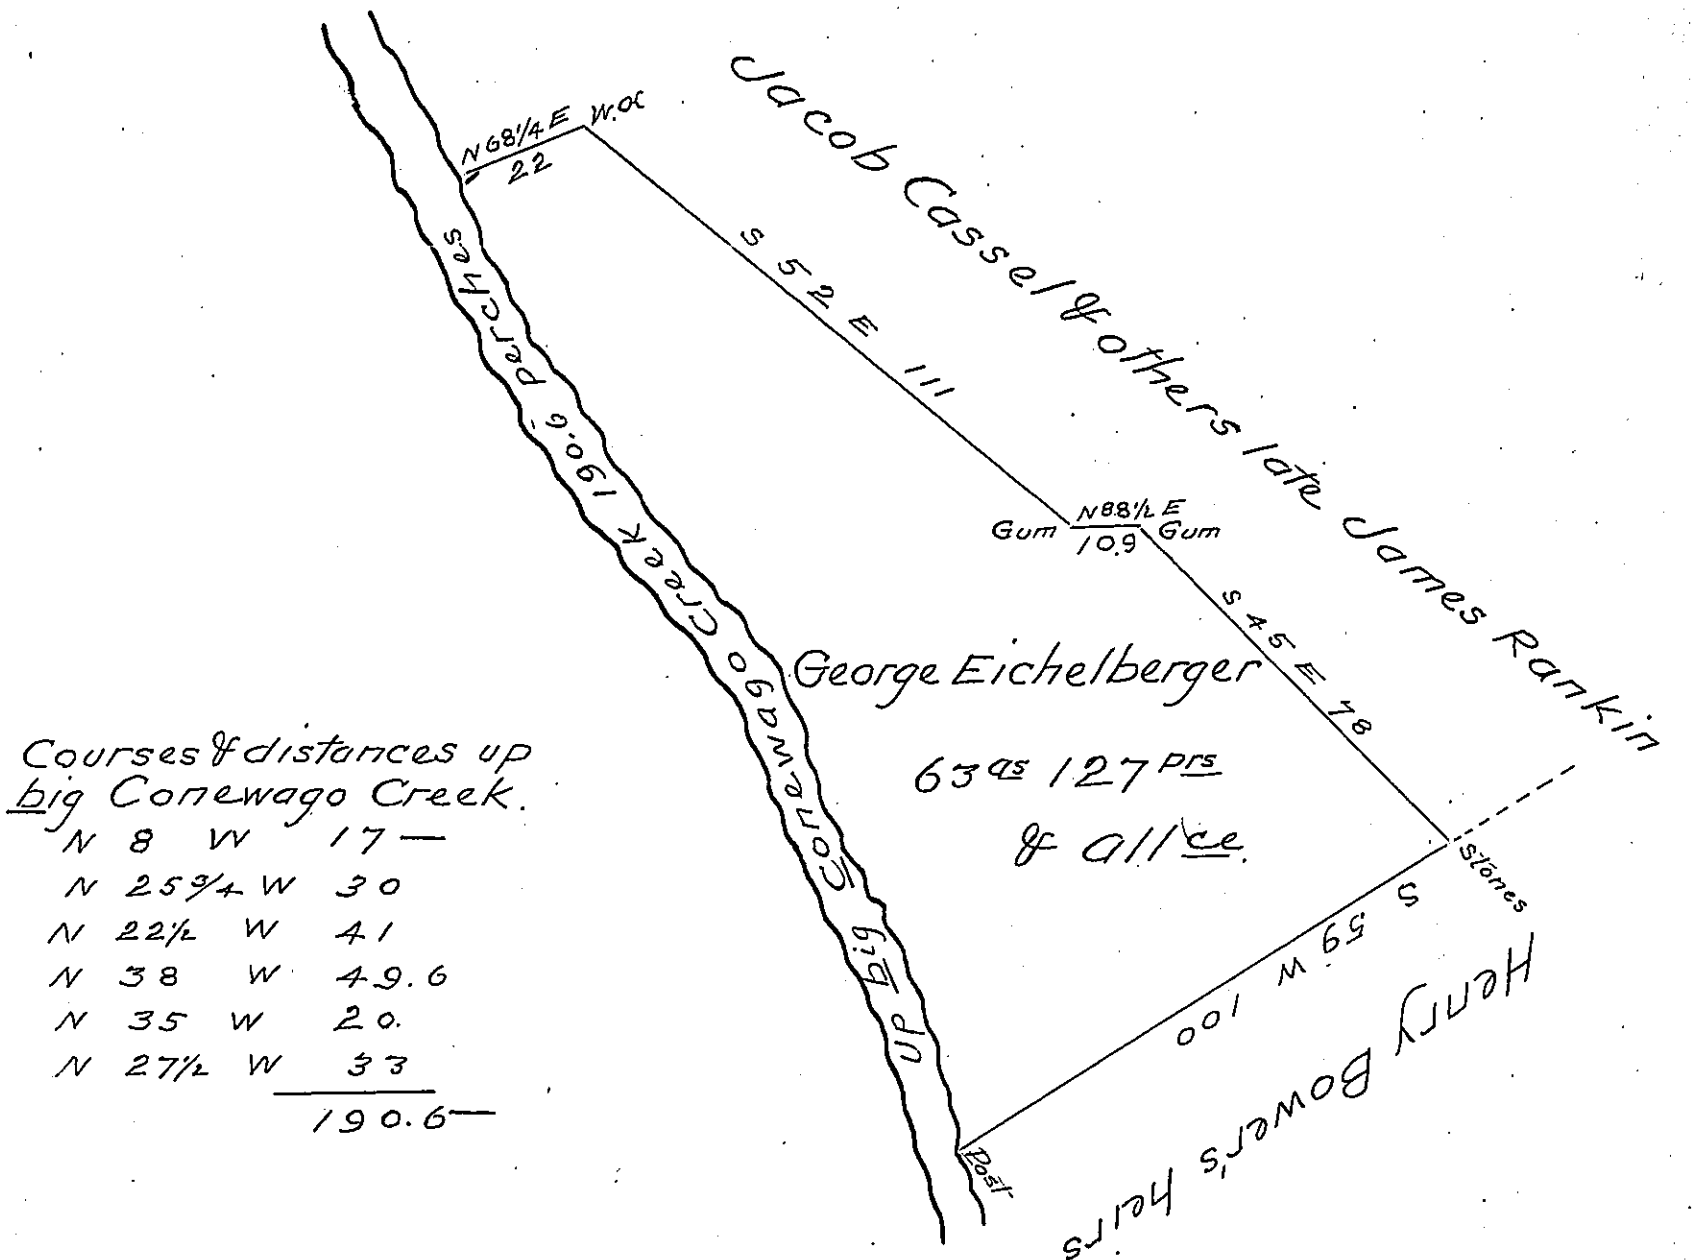 Jacob Cassel & others late James Rankin
N 68 1/4 E
22
W.O.
S 52 E 111
Gum
N 88 1/2 E
10.9
Gum
S 45 E 78
Stones
S 59 W 100
Post
Henry Bower's heirs
Up big Conewago Creek 190.6 perches
George Eichelberger
63 as 127 prs
& all ce.
Courses & distances up
big Conewago Creek.
N 8 W 17 —
N 25 3/4 W 30
N 22 1/2 W 41
N 38 W 49.6
N 35 W 20.
N 27 1/2 W 33
190.6 —